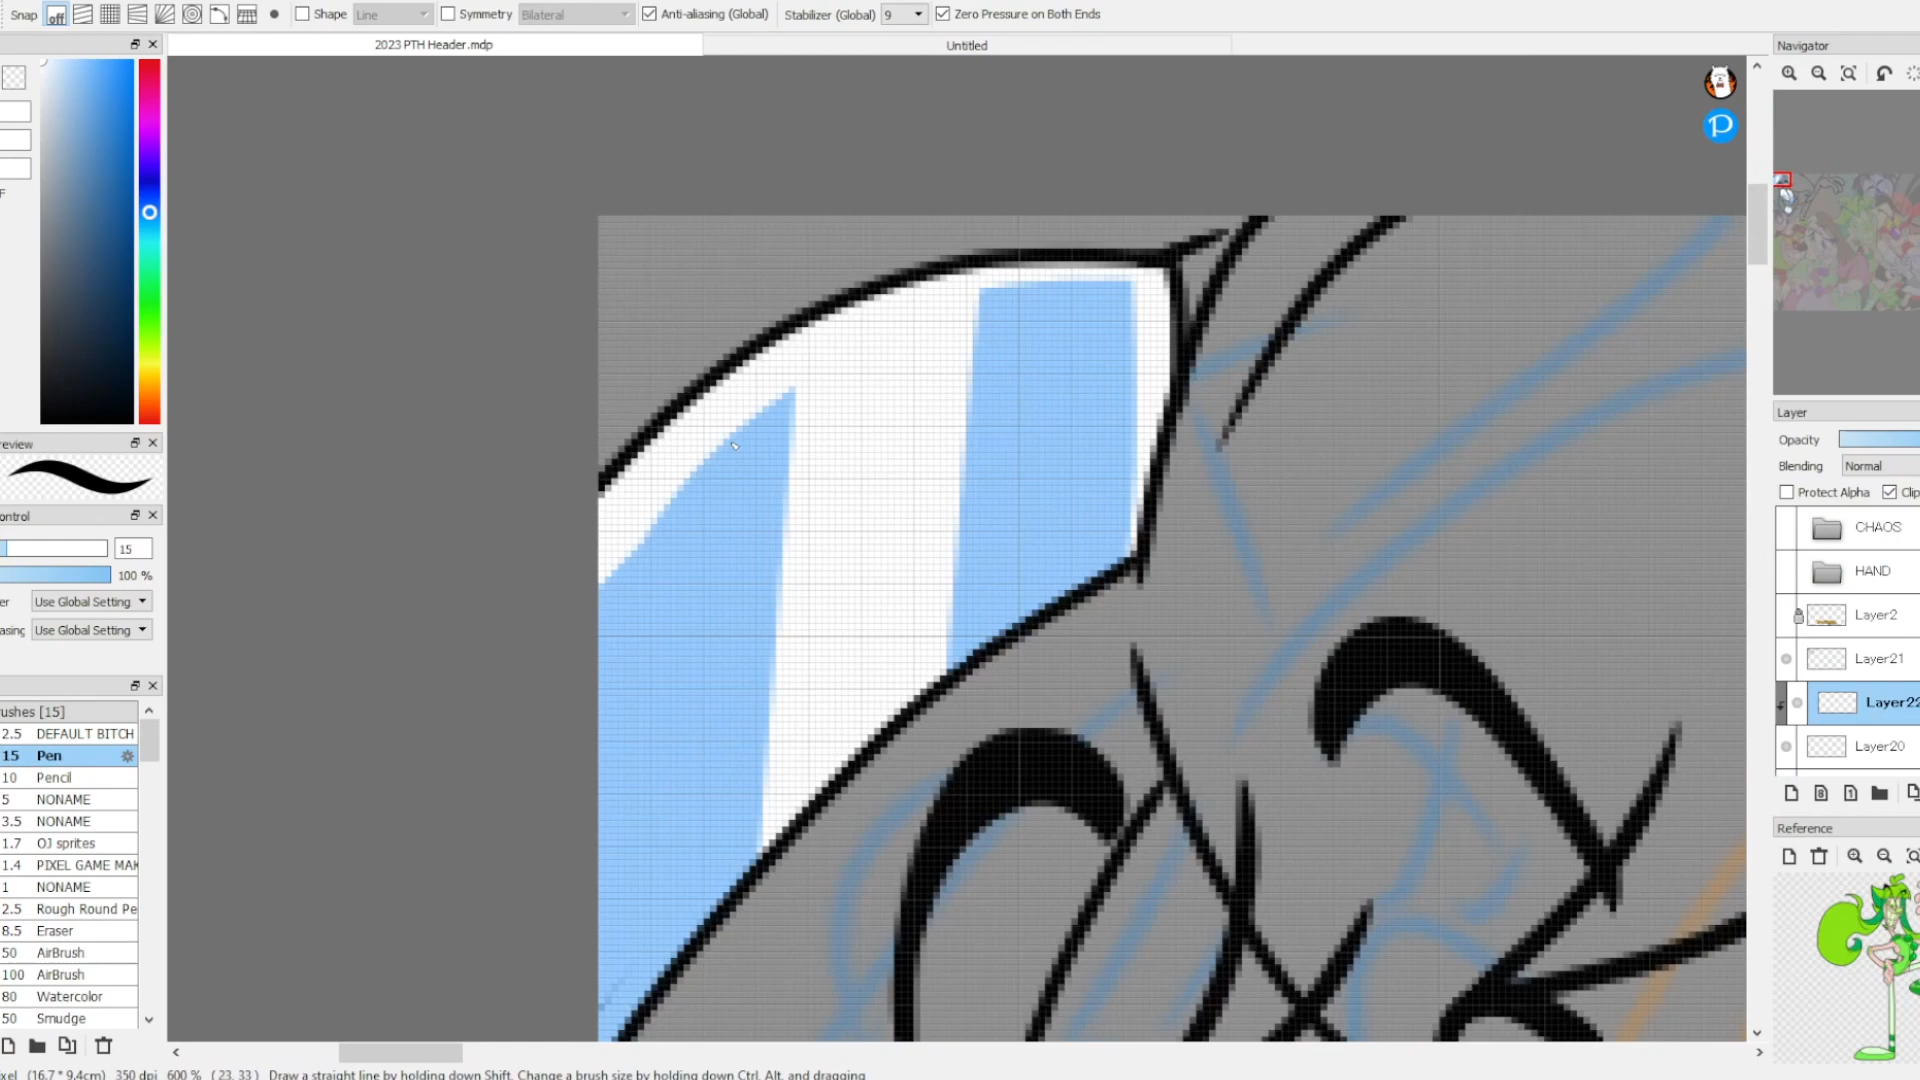 Snap off Shape Line Symmetry Bilateral Anti-aliasing (Global) Stabilizer (Global) 9 Zero Pressure on Both Ends
2023 PTH Header.mdp
Untitled
F
review
ontrol
15
100 %
er Use Global Setting
asing Use Global Setting
ushes [15]
2.5 DEFAULT BITCH
15 Pen
10 Pencil
5 NONAME
3.5 NONAME
1.7 OJ sprites
1.4 PIXEL GAME MAK
1 NONAME
2.5 Rough Round Pe
8.5 Eraser
50 AirBrush
100 AirBrush
80 Watercolor
50 Smudge
P
Navigator
Layer
Opacity
Blending Normal
Protect Alpha Clip
CHAOS
HAND
Layer2
Layer21
Layer22
Layer20
8 1
Reference
xel (16.7 * 9.4cm) 350 dpi 600 % ( 23, 33 ) Draw a straight line by holding down Shift, Change a brush size by holding down Ctrl, Alt, and dragging